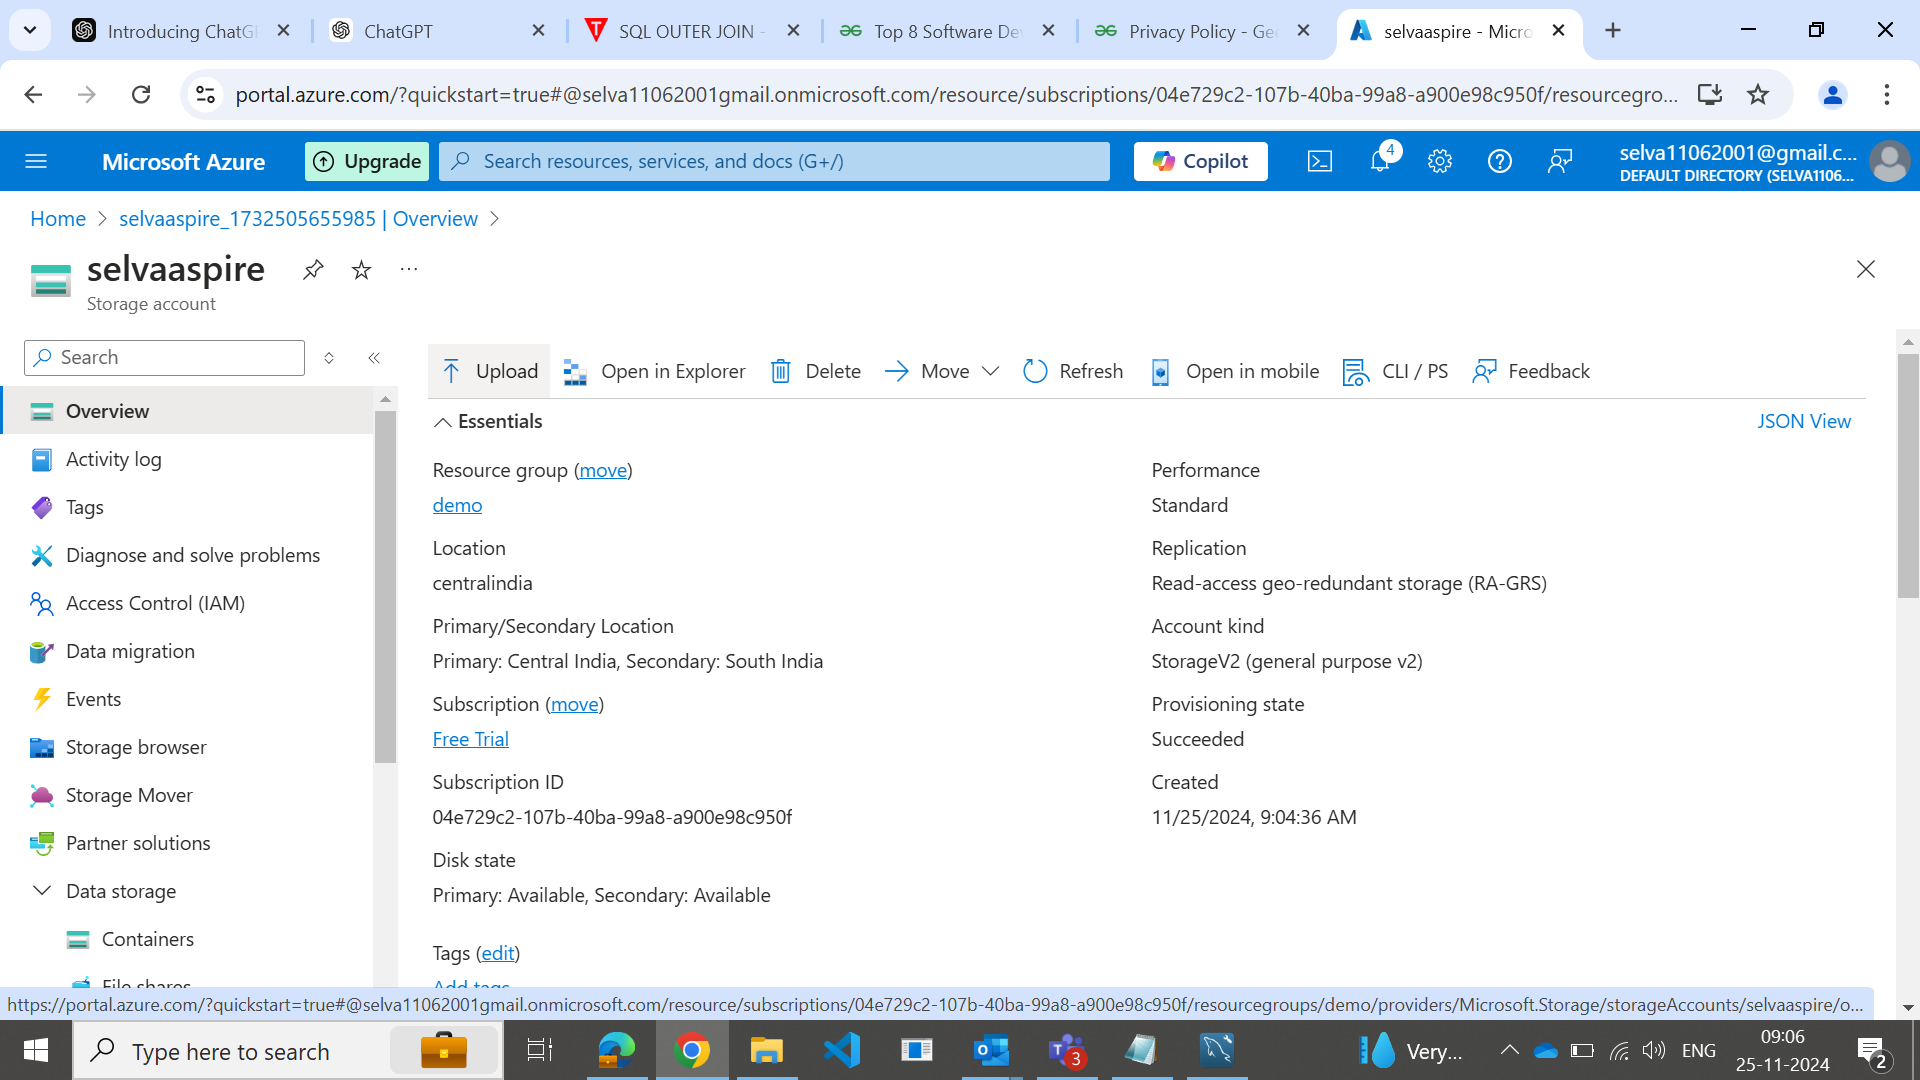 Introducing ChatGP
ChatGPT
SQL OUTER JOIN -
Top 8 Software Dev
Privacy Policy - Gee
selvaaspire - Micro
portal.azure.com/?quickstart=true#@selva11062001gmail.onmicrosoft.com/resource/subscriptions/04e729c2-107b-40ba-99a8-a900e98c950f/resourcegro...
Microsoft Azure
Upgrade
Search resources, services, and docs (G+/)
Copilot
4
selva11062001@gmail.c...
DEFAULT DIRECTORY (SELVA1106...
Home > selvaaspire_1732505655985 | Overview >
selvaaspire
Storage account
Search
Upload
Open in Explorer
Delete
Move
Refresh
Open in mobile
CLI / PS
Feedback
Overview
Activity log
Tags
Diagnose and solve problems
Access Control (IAM)
Data migration
Events
Storage browser
Storage Mover
Partner solutions
Data storage
Containers
File shares
Essentials
JSON View
Resource group (move)
demo
Location
centralindia
Primary/Secondary Location
Primary: Central India, Secondary: South India
Subscription (move)
Free Trial
Subscription ID
04e729c2-107b-40ba-99a8-a900e98c950f
Disk state
Primary: Available, Secondary: Available
Tags (edit)
Add tags
Performance
Standard
Replication
Read-access geo-redundant storage (RA-GRS)
Account kind
StorageV2 (general purpose v2)
Provisioning state
Succeeded
Created
11/25/2024, 9:04:36 AM
https://portal.azure.com/?quickstart=true#@selva11062001gmail.onmicrosoft.com/resource/subscriptions/04e729c2-107b-40ba-99a8-a900e98c950f/resourcegroups/demo/providers/Microsoft.Storage/storageAccounts/selvaaspire/o...
Type here to search
3
Very...
ENG
09:06
25-11-2024
2